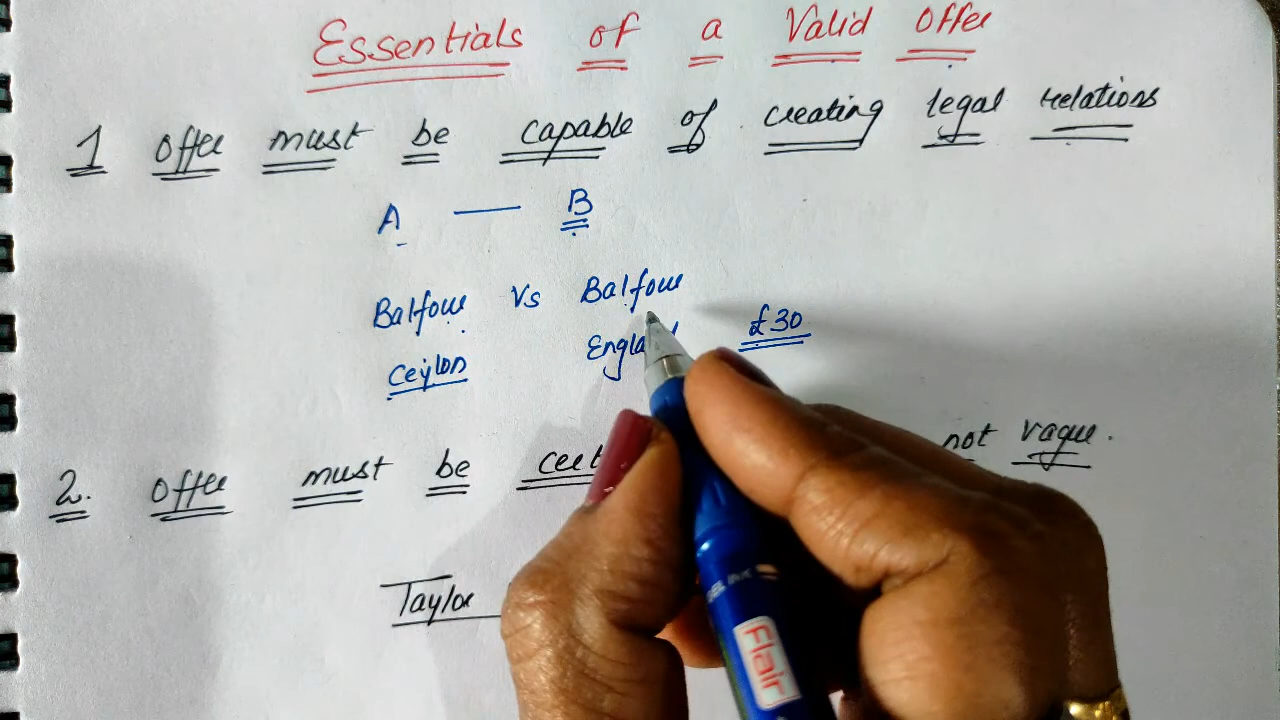 Essentials of a Valid Offer
1 Offer must be capable of creating legal relations
A — B
Balfour Vs Balfour
Ceylon England £30
2. Offer must be not vague.
Taylor
Flair